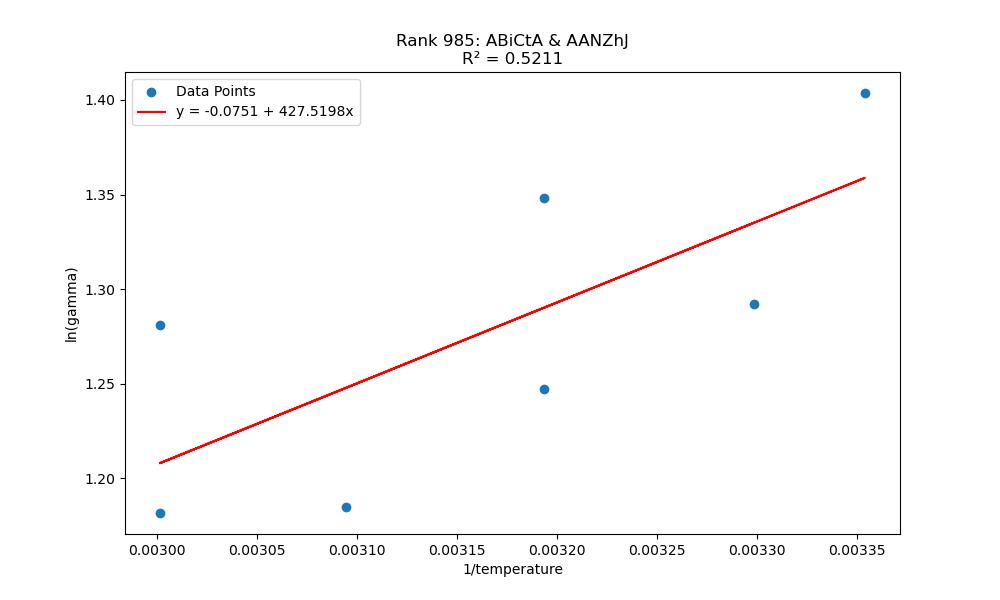 Rank 985: ABiCtA & AANZhJ
R² = 0.5211
Data Points
y = -0.0751 + 427.5198x
1.40
1.35
1.30
1.25
1.20
ln(gamma)
0.00300 0.00305 0.00310 0.00315 0.00320 0.00325 0.00330 0.00335
1/temperature